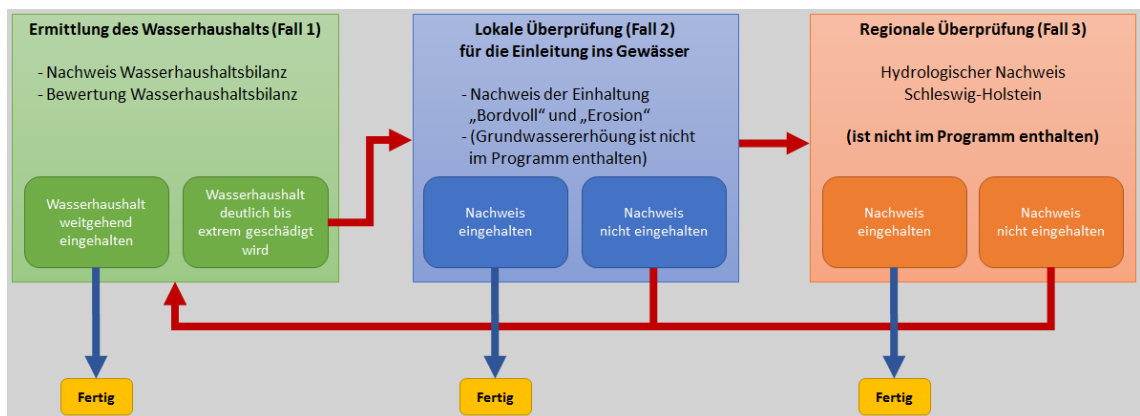 Ermittlung des Wasserhaushalts (Fall 1)
- Nachweis Wasserhaushaltsbilanz
- Bewertung Wasserhaushaltsbilanz
Wasserhaushalt
weitgehend
eingehalten
Wasserhaushalt
deutlich bis
extrem geschädigt
wird
Fertig
Lokale Überprüfung (Fall 2)
für die Einleitung ins Gewässer
- Nachweis der Einhaltung
„Bordvoll“ und „Erosion“
- (Grundwassererhöung ist nicht
im Programm enthalten)
Nachweis
eingehalten
Nachweis
nicht eingehalten
Fertig
Regionale Überprüfung (Fall 3)
Hydrologischer Nachweis
Schleswig-Holstein
(ist nicht im Programm enthalten)
Nachweis
eingehalten
Nachweis
nicht eingehalten
Fertig